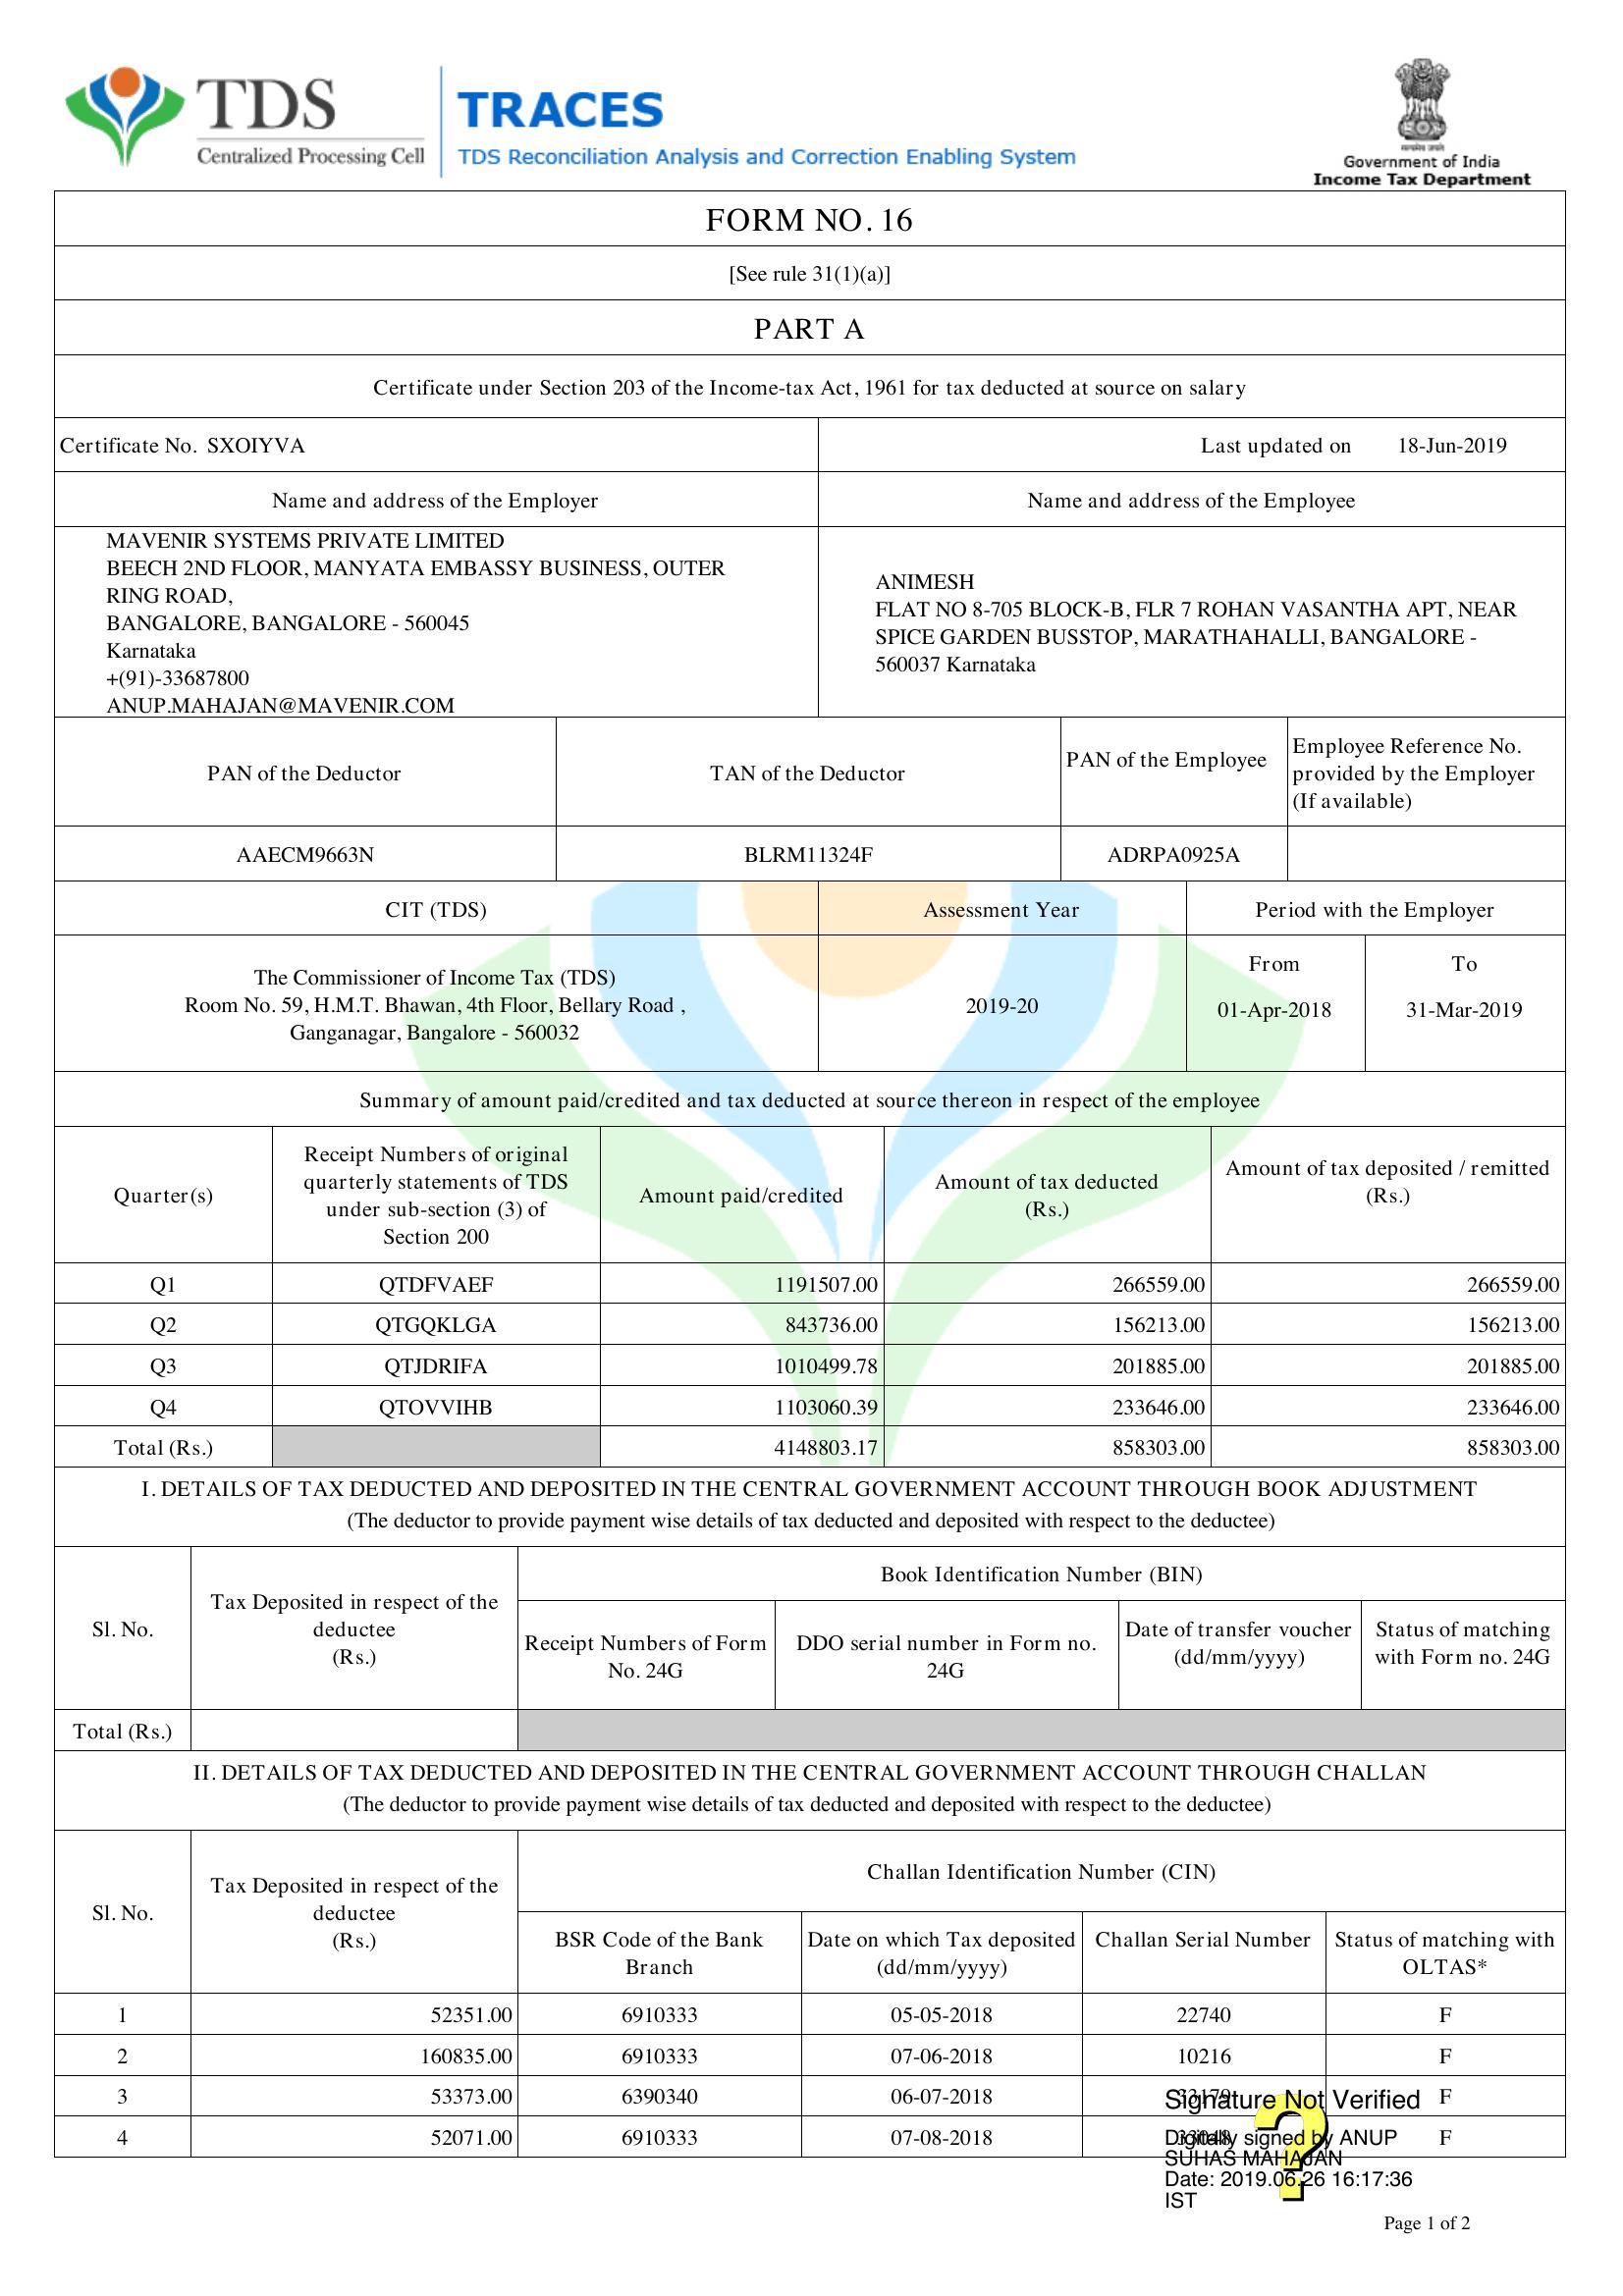 TDS
Centralized Processing Cell
TRACES
TDS Reconciliation Analysis and Correction Enabling System
Government of India
Income Tax Department
FORM NO. 16
[See rule 31(1)(a)]
PART A
Certificate under Section 203 of the Income-tax Act, 1961 for tax deducted at source on salary
Certificate No. SXOIYVA
Last updated on 18-Jun-2019
Name and address of the Employer
Name and address of the Employee
MAVENIR SYSTEMS PRIVATE LIMITED
BEECH 2ND FLOOR, MANYATA EMBASSY BUSINESS, OUTER
RING ROAD,
BANGALORE, BANGALORE - 560045
Karnataka
+(91)-33687800
ANUP.MAHAJAN@MAVENIR.COM
ANIMESH
FLAT NO 8-705 BLOCK-B, FLR 7 ROHAN VASANTHA APT, NEAR
SPICE GARDEN BUSSTOP, MARATHAHALLI, BANGALORE -
560037 Karnataka
PAN of the Deductor
TAN of the Deductor
PAN of the Employee
Employee Reference No.
provided by the Employer
(If available)
AAECM9663N
BLRM11324F
ADRPA0925A
CIT (TDS)
Assessment Year
Period with the Employer
The Commissioner of Income Tax (TDS)
Room No. 59, H.M.T. Bhawan, 4th Floor, Bellary Road ,
Ganganagar, Bangalore - 560032
2019-20
From
01-Apr-2018
To
31-Mar-2019
Summary of amount paid/credited and tax deducted at source thereon in respect of the employee
Quarter(s)
Receipt Numbers of original
quarterly statements of TDS
under sub-section (3) of
Section 200
Amount paid/credited
Amount of tax deducted
(Rs.)
Amount of tax deposited / remitted
(Rs.)
Q1 QTDFVAEF 1191507.00 266559.00 266559.00
Q2 QTGQKLGA 843736.00 156213.00 156213.00
Q3 QTJDRIFA 1010499.78 201885.00 201885.00
Q4 QTOVVIHB 1103060.39 233646.00 233646.00
Total (Rs.) 4148803.17 858303.00 858303.00
I. DETAILS OF TAX DEDUCTED AND DEPOSITED IN THE CENTRAL GOVERNMENT ACCOUNT THROUGH BOOK ADJUSTMENT
(The deductor to provide payment wise details of tax deducted and deposited with respect to the deductee)
Sl. No.
Tax Deposited in respect of the
deductee
(Rs.)
Book Identification Number (BIN)
Receipt Numbers of Form
No. 24G
DDO serial number in Form no.
24G
Date of transfer voucher
(dd/mm/yyyy)
Status of matching
with Form no. 24G
Total (Rs.)
II. DETAILS OF TAX DEDUCTED AND DEPOSITED IN THE CENTRAL GOVERNMENT ACCOUNT THROUGH CHALLAN
(The deductor to provide payment wise details of tax deducted and deposited with respect to the deductee)
Sl. No.
Tax Deposited in respect of the
deductee
(Rs.)
Challan Identification Number (CIN)
BSR Code of the Bank
Branch
Date on which Tax deposited
(dd/mm/yyyy)
Challan Serial Number
Status of matching with
OLTAS*
1 52351.00 6910333 05-05-2018 22740 F
2 160835.00 6910333 07-06-2018 10216 F
3 53373.00 6390340 06-07-2018 F
4 52071.00 6910333 07-08-2018 F
Signature Not Verified
Digitally signed by ANUP
SUHAS MAHAJAN
Date: 2019.06.26 16:17:36
IST
Page 1 of 2